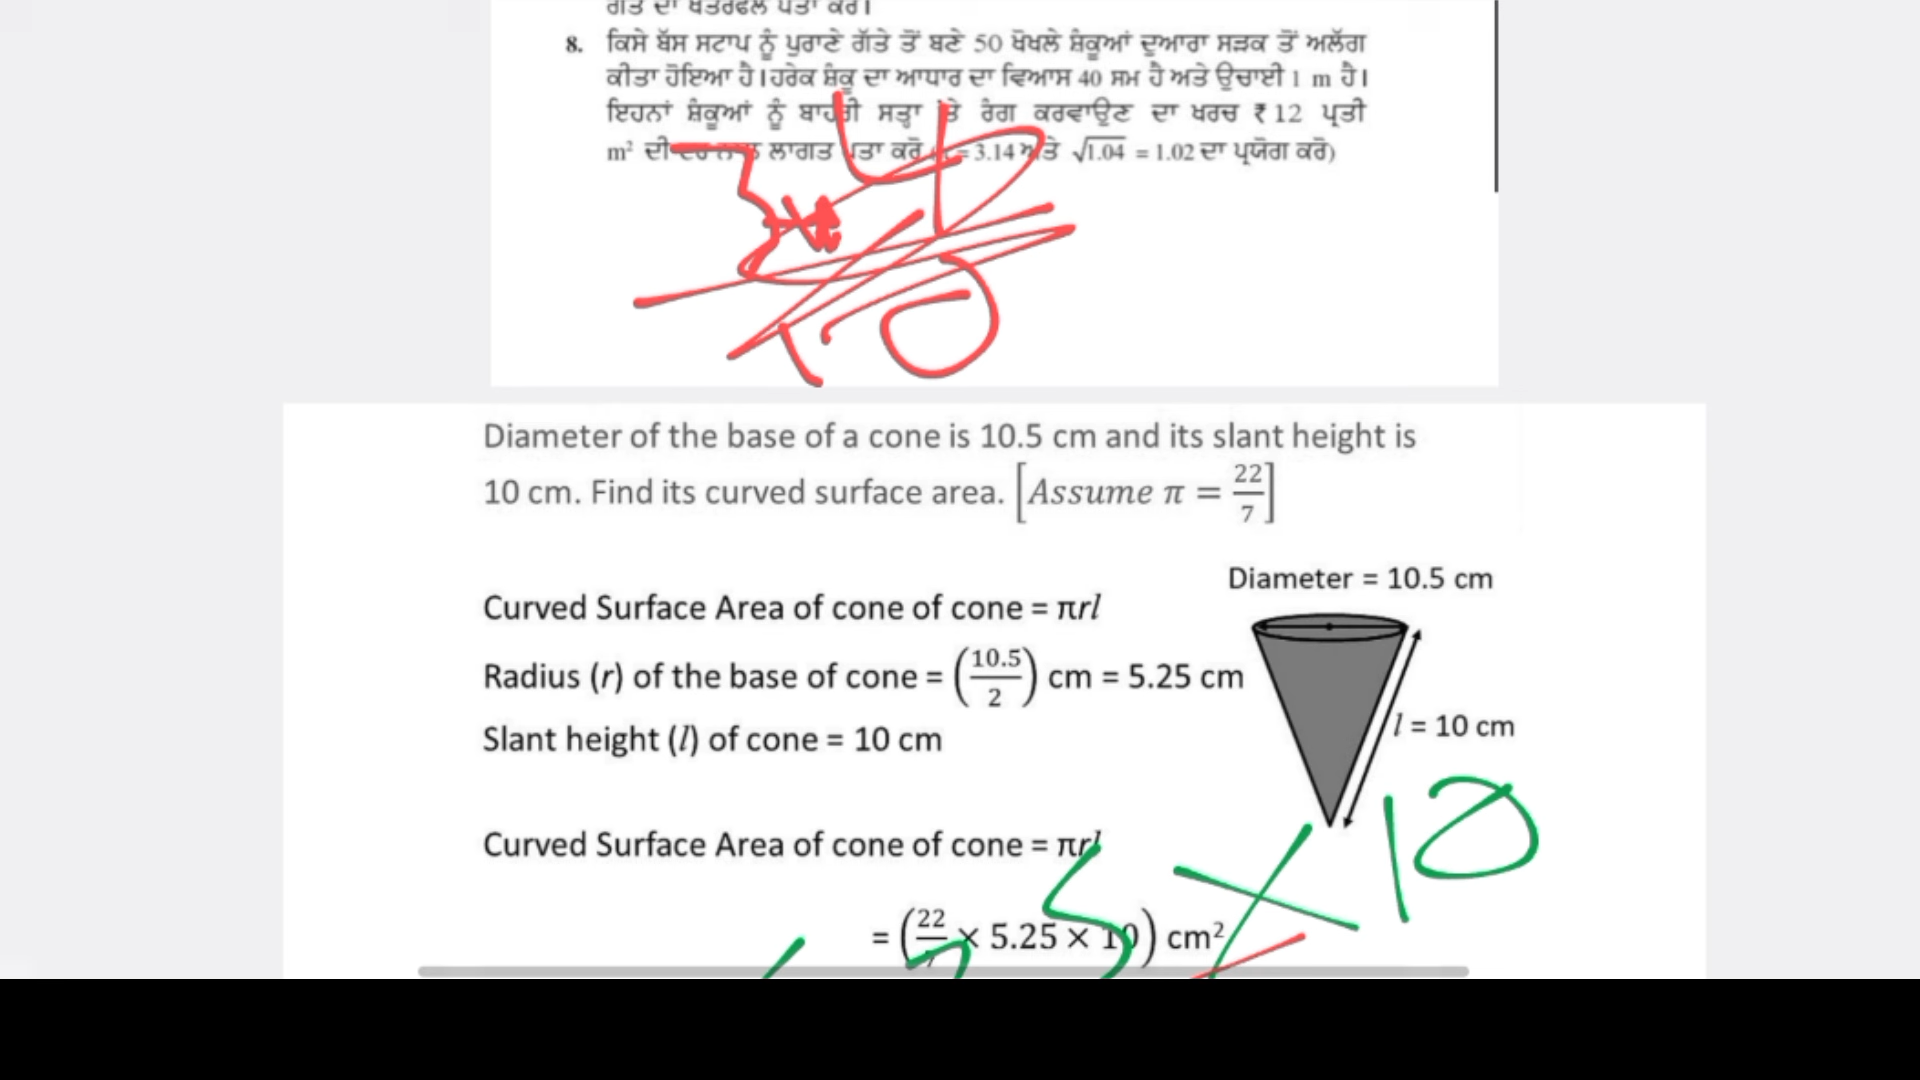 8. ਕਿਸੇ ਬੱਸ ਸਟਾਪ ਨੂੰ ਪੁਰਾਣੇ ਗੱਤੇ ਤੋਂ ਬਣੇ 50 ਖੋਖਲੇ ਸ਼ੰਕੂਆਂ ਦੁਆਰਾ ਸੜਕ ਤੋਂ ਅਲੱਗ
ਕੀਤਾ ਹੋਇਆ ਹੈ। ਹਰੇਕ ਸ਼ੰਕੂ ਦਾ ਆਧਾਰ ਦਾ ਵਿਆਸ 40 ਸਮ ਹੈ ਅਤੇ ਉਚਾਈ 1 m ਹੈ।
ਇਹਨਾਂ ਸ਼ੰਕੂਆਂ ਨੂੰ ਬਾਹਰੀ ਸਤ੍ਹਾ ਰੰਗ ਕਰਵਾਉਣ ਦਾ ਖਰਚ ₹ 12 ਪ੍ਰਤੀ
m² ਦੀ ਲਾਗਤ ਪਤਾ ਕਰੋ = 3.14 ਅਤੇ √1.04 = 1.02 ਦਾ ਪ੍ਰਯੋਗ ਕਰੋ)
Diameter of the base of a cone is 10.5 cm and its slant height is
10 cm. Find its curved surface area. [Assume π = 22/7]
Diameter = 10.5 cm
Curved Surface Area of cone of cone = πrl
Radius (r) of the base of cone = (10.5/2) cm = 5.25 cm
l = 10 cm
Slant height (l) of cone = 10 cm
Curved Surface Area of cone of cone = πrl
= (22/7 × 5.25 × 10) cm²
5 × 10